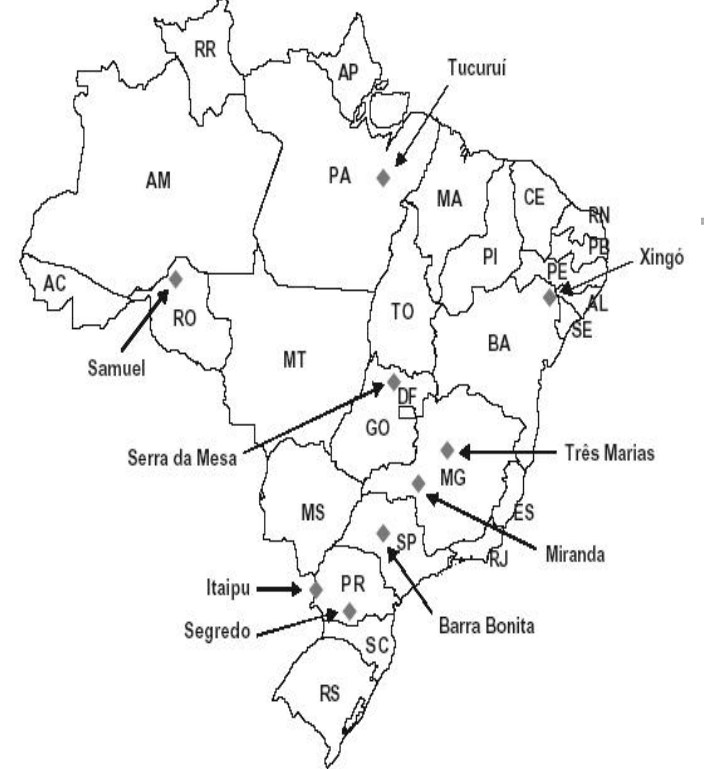 RR
AP
Tucuruí
AM
PA
MA
CE
RN
PB
PI
PE
Xingó
AC
AL
RO
TO
SE
BA
Samuel
MT
DF
GO
Serra da Mesa
Três Marias
MG
MS
ES
SP
RJ
Miranda
Itaipu
PR
Barra Bonita
Segredo
SC
RS